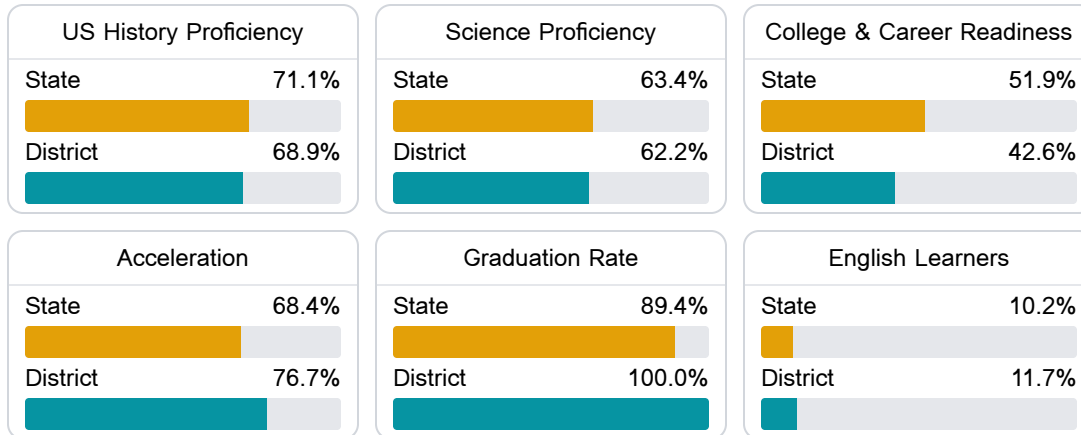 US History Proficiency
State 71.1%
District 68.9%
Science Proficiency
State 63.4%
District 62.2%
College & Career Readiness
State 51.9%
District 42.6%
Acceleration
State 68.4%
District 76.7%
Graduation Rate
State 89.4%
District 100.0%
English Learners
State 10.2%
District 11.7%